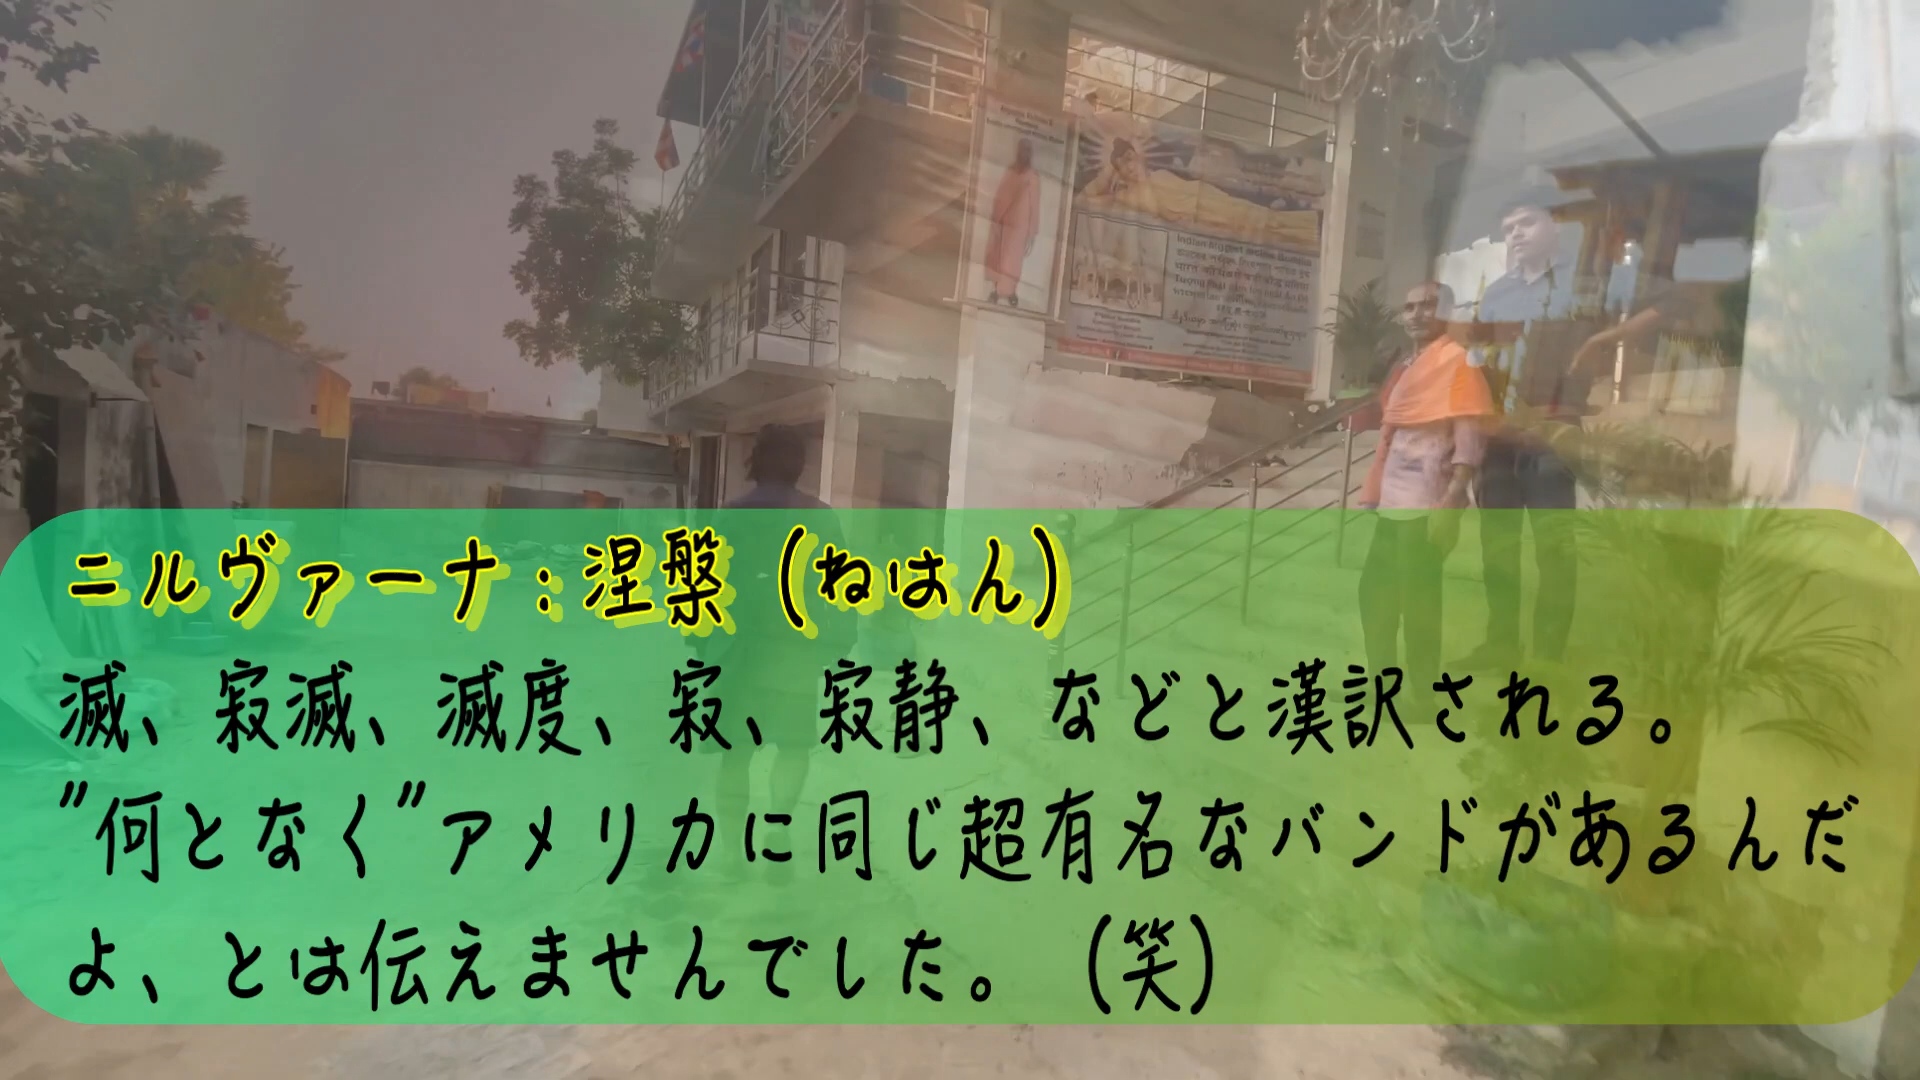 ニルヴァーナ：涅槃（ねはん）
滅、寂滅、滅度、寂、寂静、などと漢訳される。
"何となく"アメリカに同じ超有名なバンドがあるんだ
よ、とは伝えませんでした。（笑）